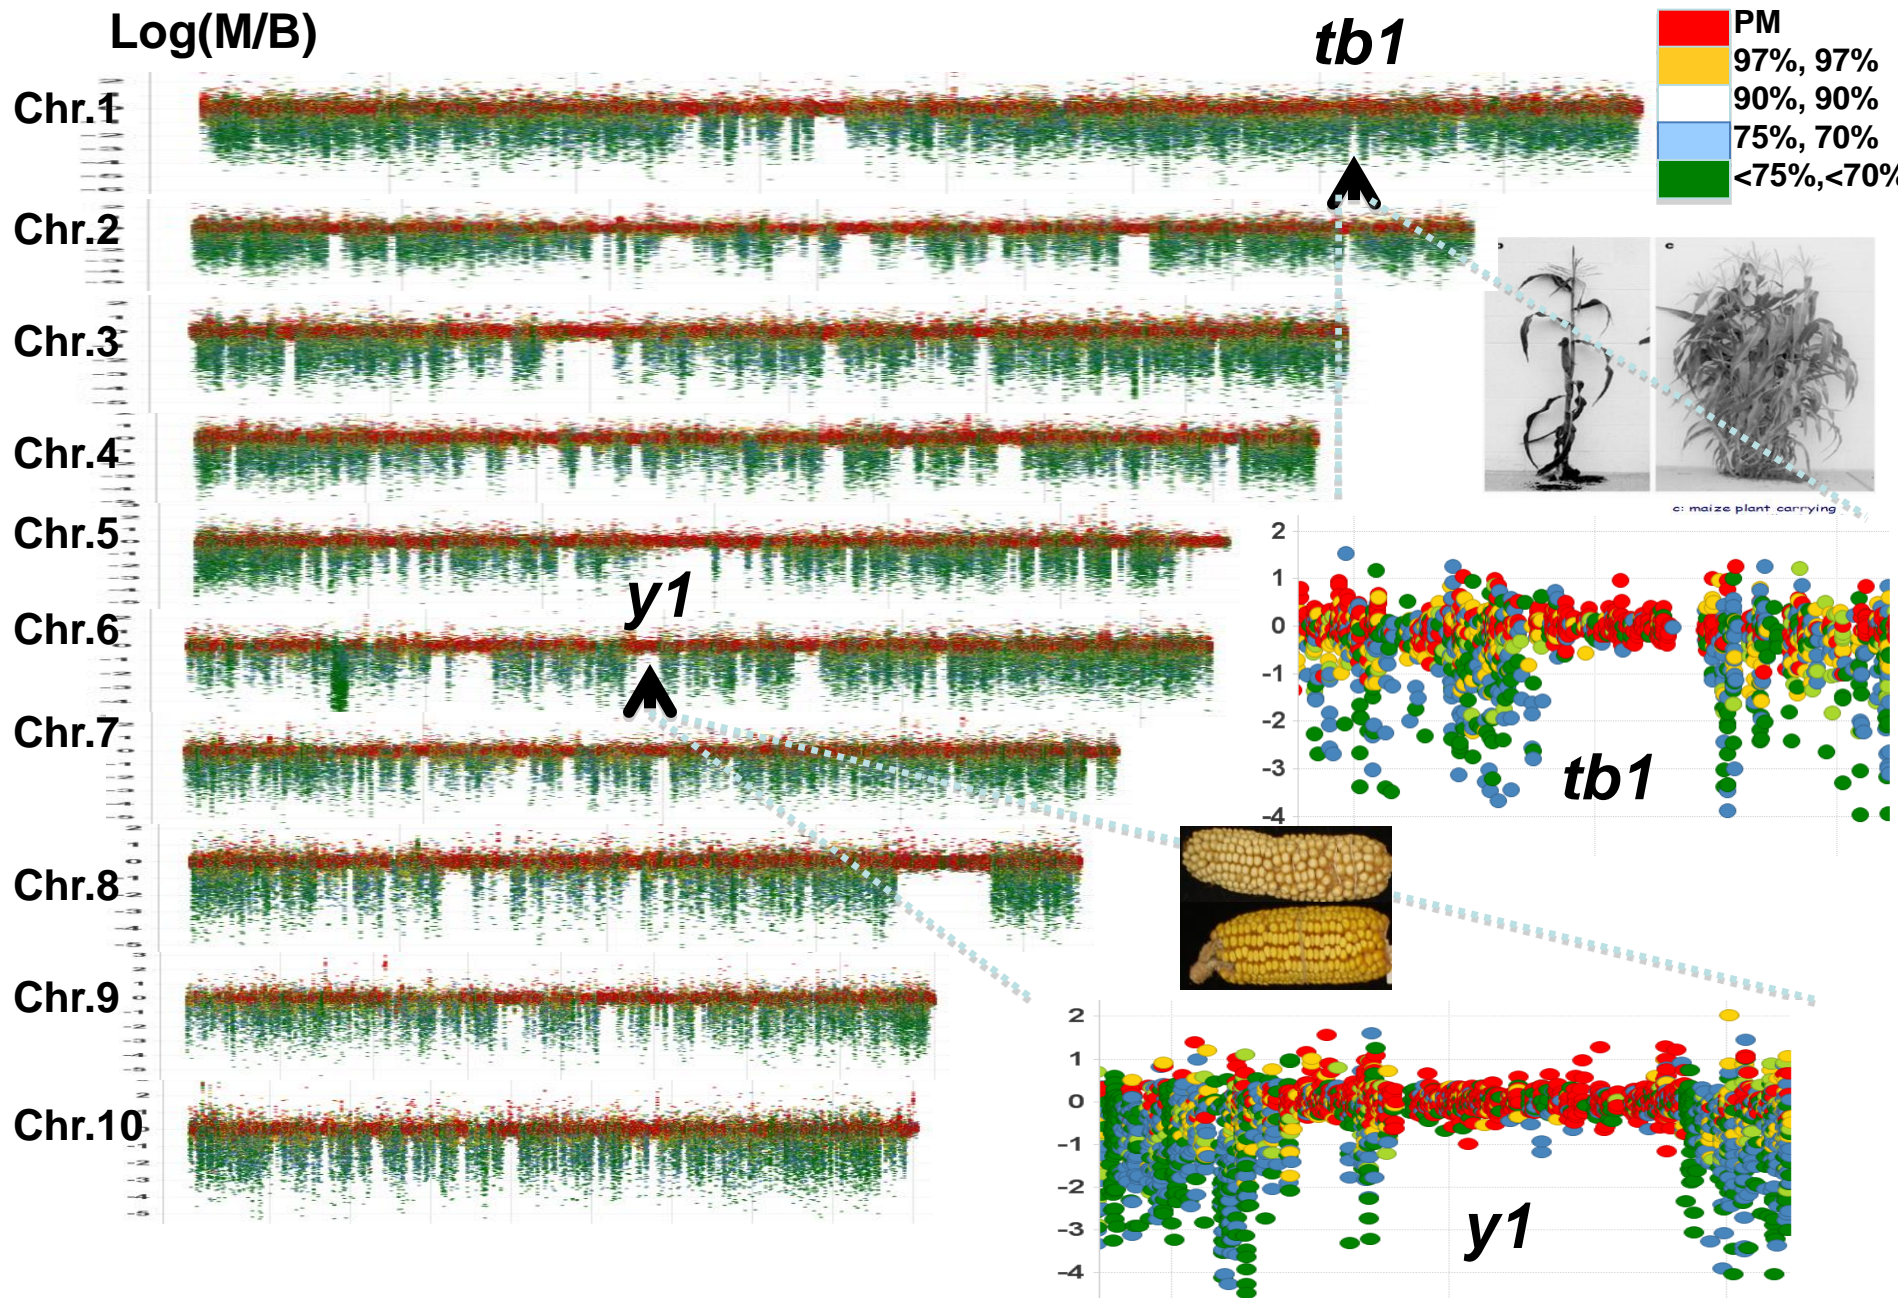 Log(M/B)
tb1
PM
97%, 97%
90%, 90%
75%, 70%
<75%,<70%
Chr.1
Chr.2
Chr.3
Chr.4
Chr.5
y1
Chr.6
Chr.7
Chr.8
Chr.9
Chr.10
c
c: maize plant carrying
2
1
0
-1
-2
-3
-4
tb1
2
1
0
-1
-2
-3
-4
y1